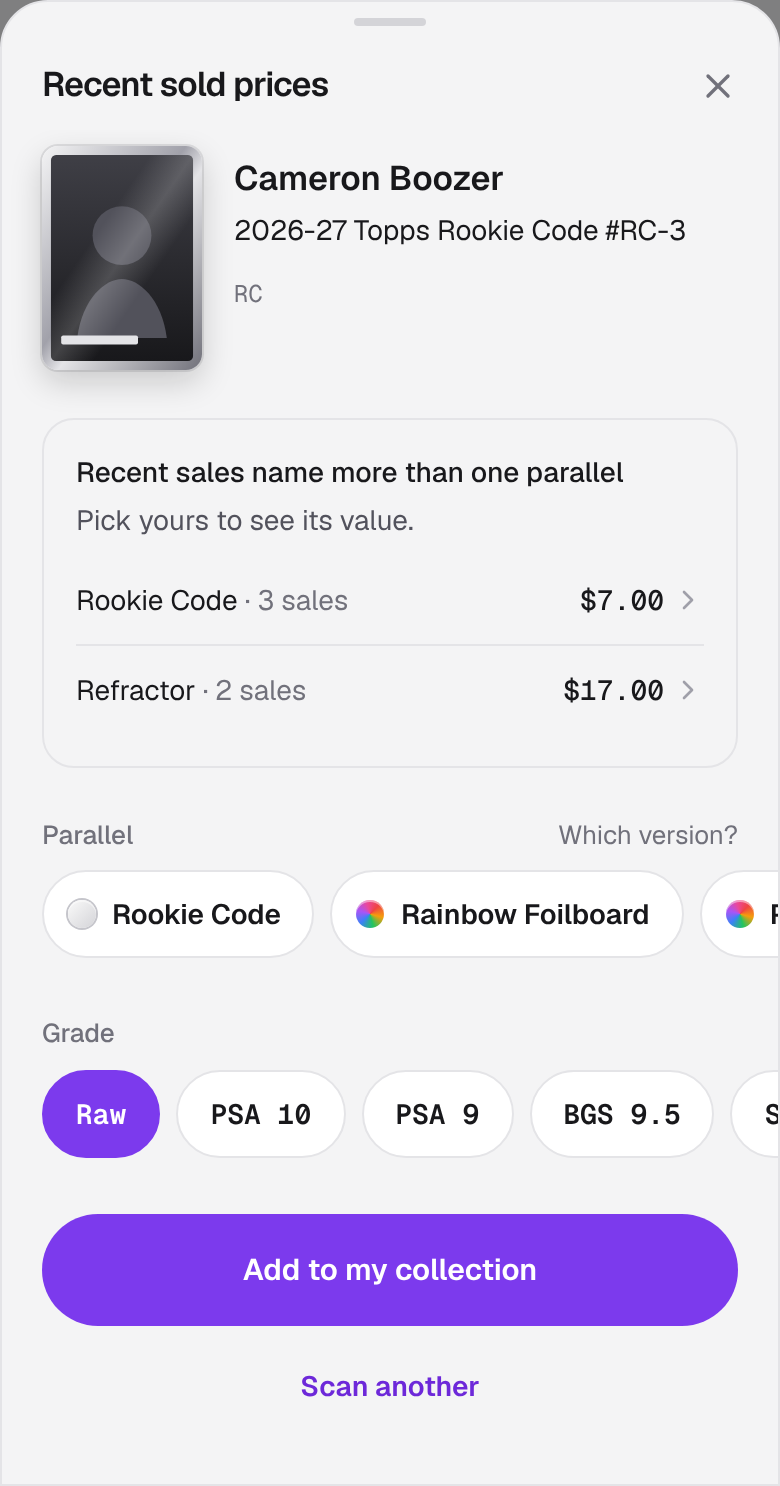 Recent sold prices
Cameron Boozer
2026-27 Topps Rookie Code #RC-3
RC
Recent sales name more than one parallel
Pick yours to see its value.
Rookie Code · 3 sales $7.00
Refractor · 2 sales $17.00
Parallel Which version?
Rookie Code Rainbow Foilboard
Grade
Raw PSA 10 PSA 9 BGS 9.5
Add to my collection
Scan another